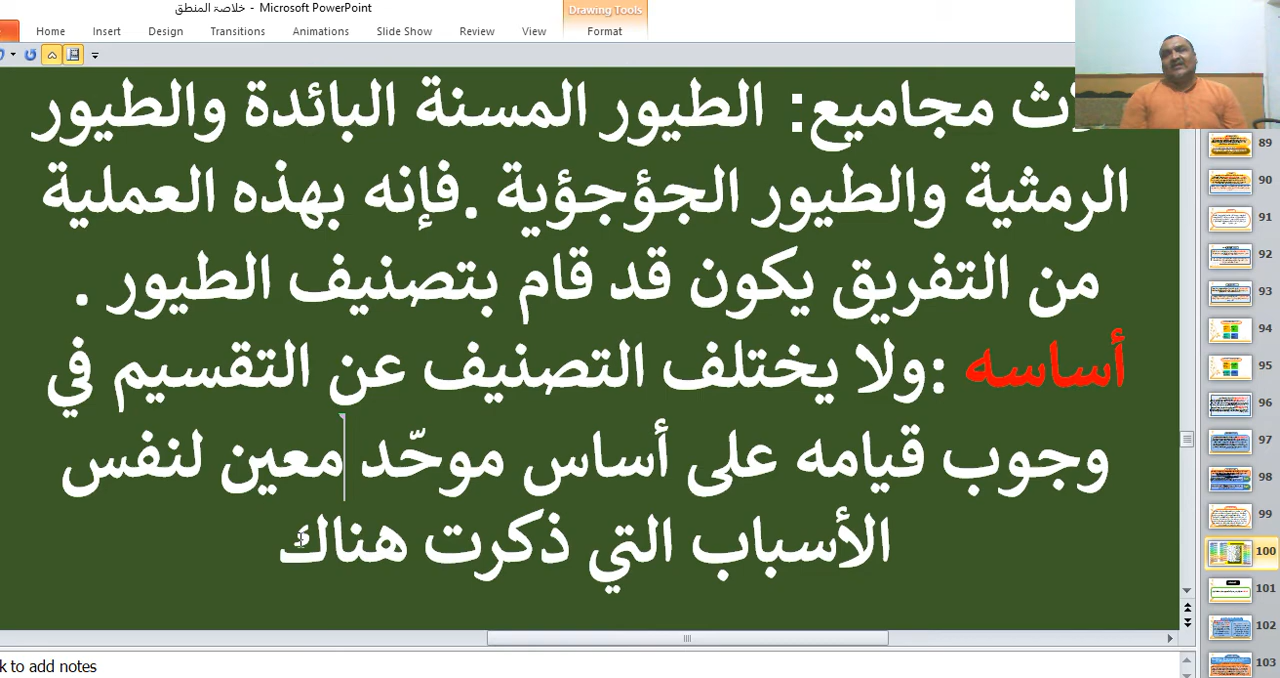 خلاصۃ المنطق - Microsoft PowerPoint
Drawing Tools
Home Insert Design Transitions Animations Slide Show Review View Format
مجاميع: الطيور المسنة البائدة والطيور
الرمثية والطيور الجؤجؤية .فإنه بهذه العملية
من التفريق يكون قد قام بتصنيف الطيور .
أساسه :ولا يختلف التصنيف عن التقسيم في
وجوب قيامه على أساس موحّد معين لنفس
الأسباب التي ذكرت هناك
89
90
91
92
93
94
95
96
97
98
99
100
101
102
103
to add notes